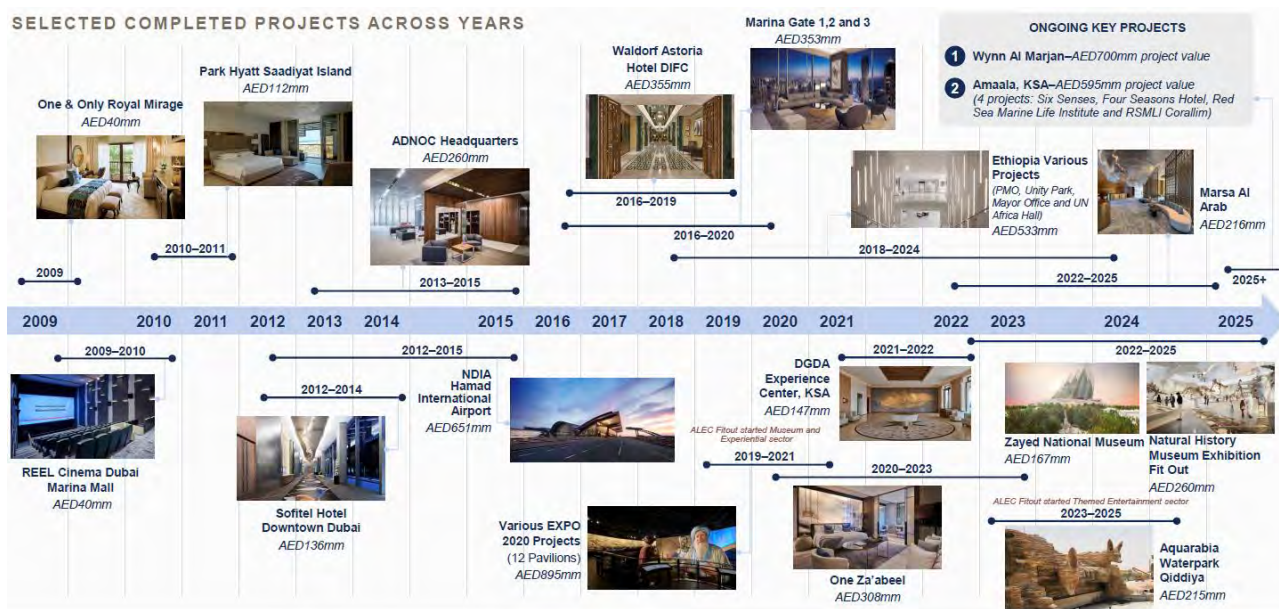 SELECTED COMPLETED PROJECTS ACROSS YEARS
One & Only Royal Mirage
AED40mm
2009
Park Hyatt Saadiyat Island
AED112mm
2010–2011
ADNOC Headquarters
AED260mm
2013–2015
Waldorf Astoria
Hotel DIFC
AED355mm
2016–2019
Marina Gate 1,2 and 3
AED353mm
2016–2020
ONGOING KEY PROJECTS
1 Wynn Al Marjan–AED700mm project value
2 Amaala, KSA–AED595mm project value
(4 projects: Six Senses, Four Seasons Hotel, Red
Sea Marine Life Institute and RSMLI Corallim)
Ethiopia Various
Projects
(PMO, Unity Park,
Mayor Office and UN
Africa Hall)
AED533mm
2018–2024
Marsa Al
Arab
AED216mm
2022–2025
2025+
2009 2010 2011 2012 2013 2014 2015 2016 2017 2018 2019 2020 2021 2022 2023 2024 2025
2009–2010
REEL Cinema Dubai
Marina Mall
AED40mm
2012–2015
2012–2014
Sofitel Hotel
Downtown Dubai
AED136mm
NDIA
Hamad
International
Airport
AED651mm
Various EXPO
2020 Projects
(12 Pavilions)
AED895mm
ALEC Fitout started Museum and
Experiential sector
2019–2021
2021–2022
DGDA
Experience
Center, KSA
AED147mm
2020–2023
One Za'abeel
AED308mm
2022–2025
Zayed National Museum
AED167mm
Natural History
Museum Exhibition
Fit Out
AED260mm
ALEC Fitout started Themed Entertainment sector
2023–2025
Aquarabia
Waterpark
Qiddiya
AED215mm